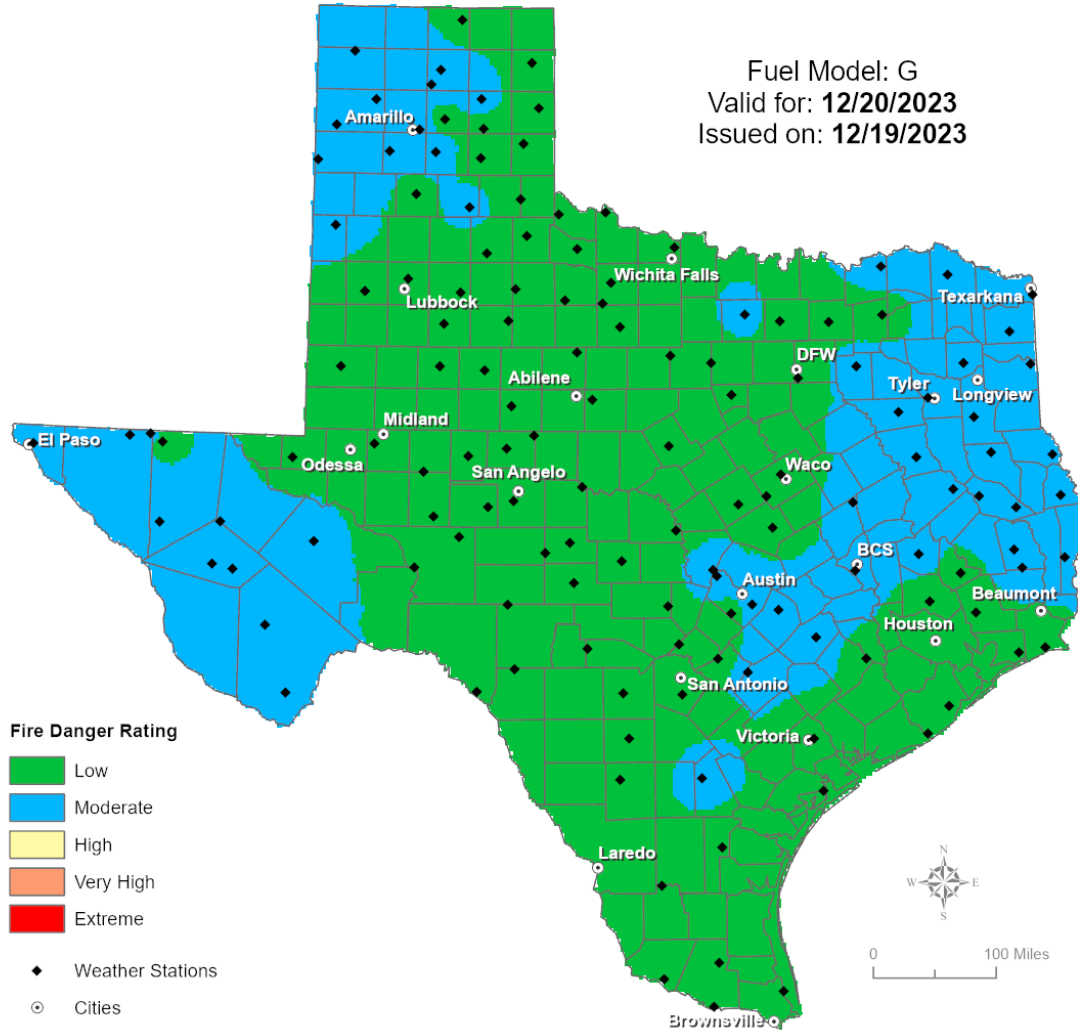 Fuel Model: G
Valid for: 12/20/2023
Issued on: 12/19/2023
Amarillo
Wichita Falls
Lubbock
Texarkana
DFW
Abilene
Tyler
Longview
Midland
El Paso
Odessa
San Angelo
Waco
BCS
Austin
Beaumont
Houston
San Antonio
Victoria
Laredo
Brownsville
Fire Danger Rating
Low
Moderate
High
Very High
Extreme
Weather Stations
Cities
N
W E
S
0 100 Miles